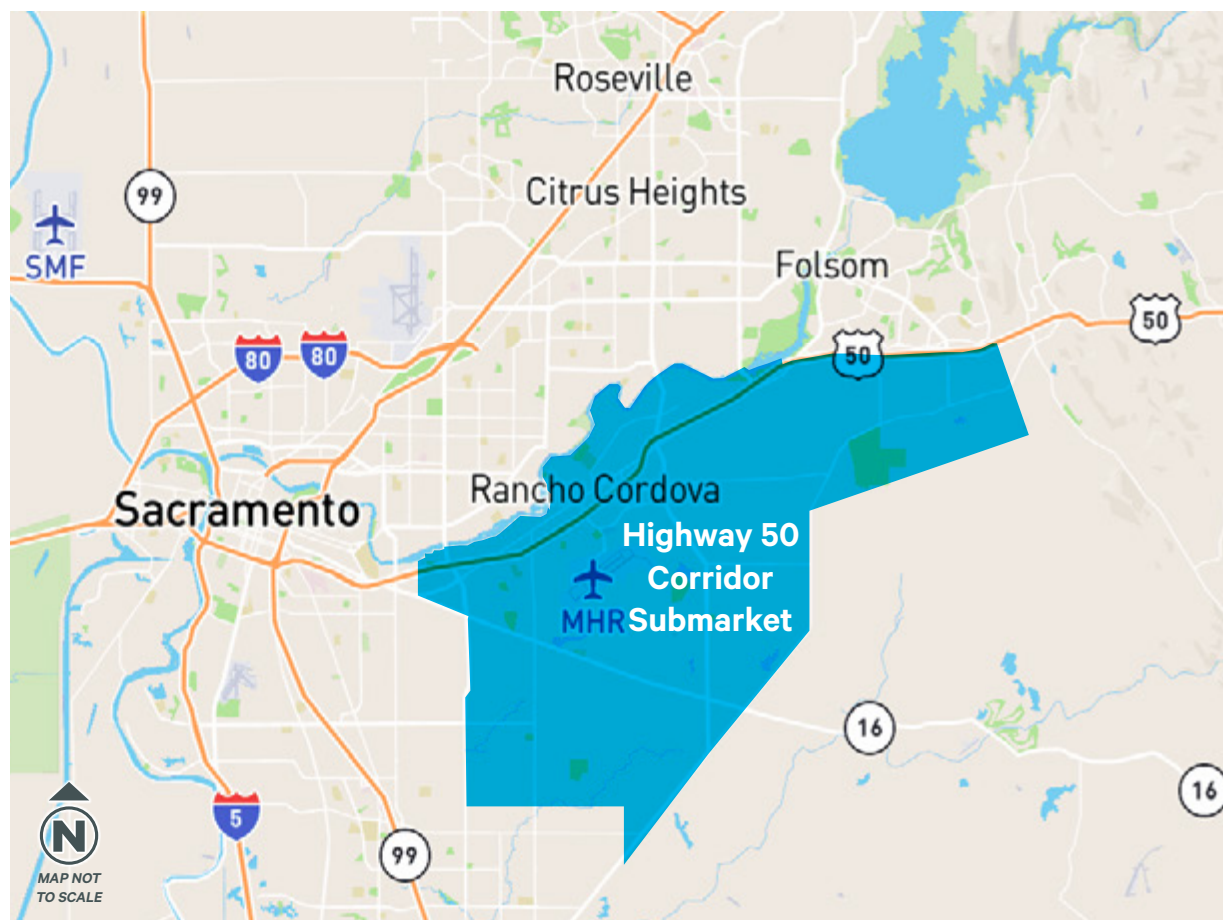 Roseville
99
Citrus Heights
SMF
Folsom
50
80
80
50
Rancho Cordova
Sacramento
Highway 50
Corridor
Submarket
MHR
16
16
5
99
N
MAP NOT
TO SCALE